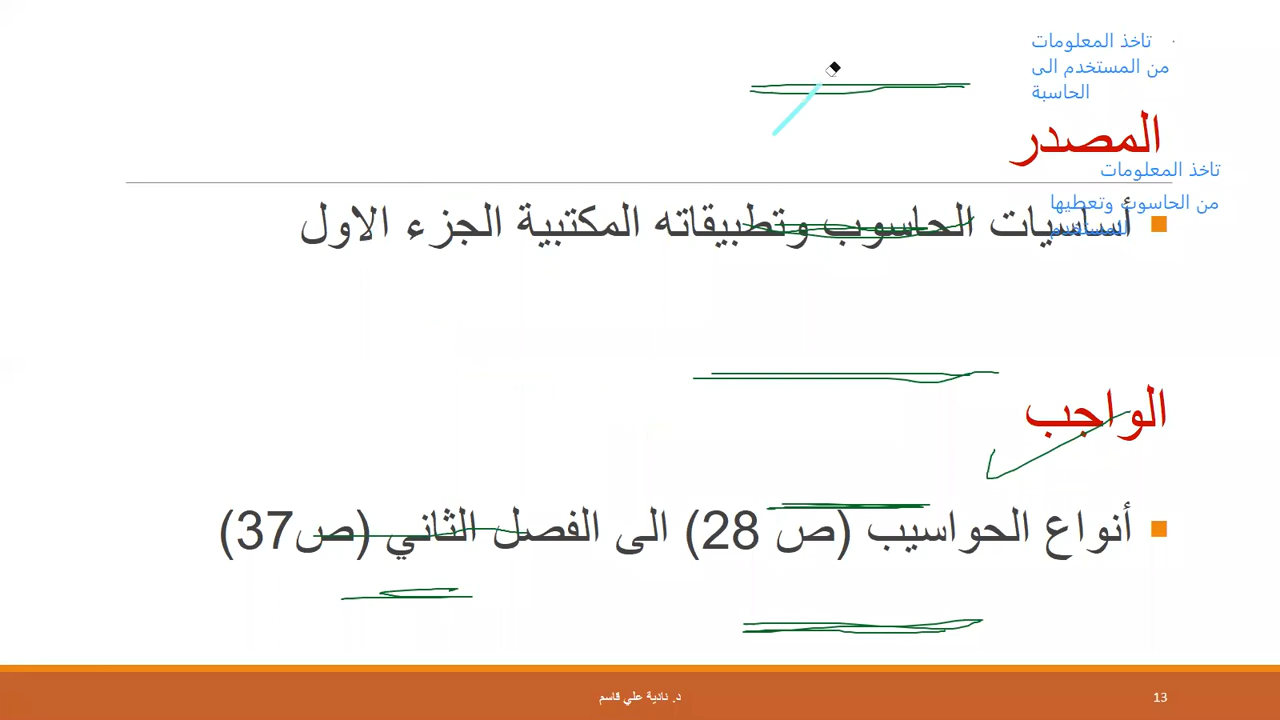 تاخذ المعلومات
من المستخدم الى
الحاسبة
المصدر
تاخذ المعلومات
من الحاسوب وتعطيها
للمستخدم
أساسيات الحاسوب وتطبيقاته المكتبية الجزء الاول
الواجب
أنواع الحواسيب (ص 28) الى الفصل الثاني (ص37)
د. نادية علي قاسم
13